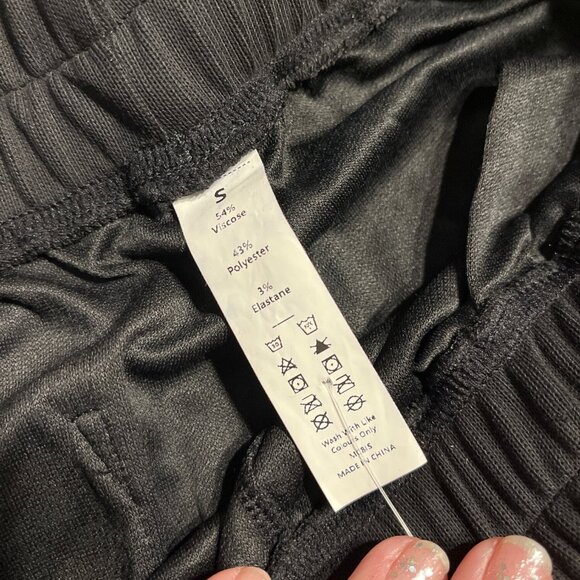 S
54%
Viscose
43%
Polyester
3%
Elastane
Wash With Like
Colours Only
MADE IN CHINA